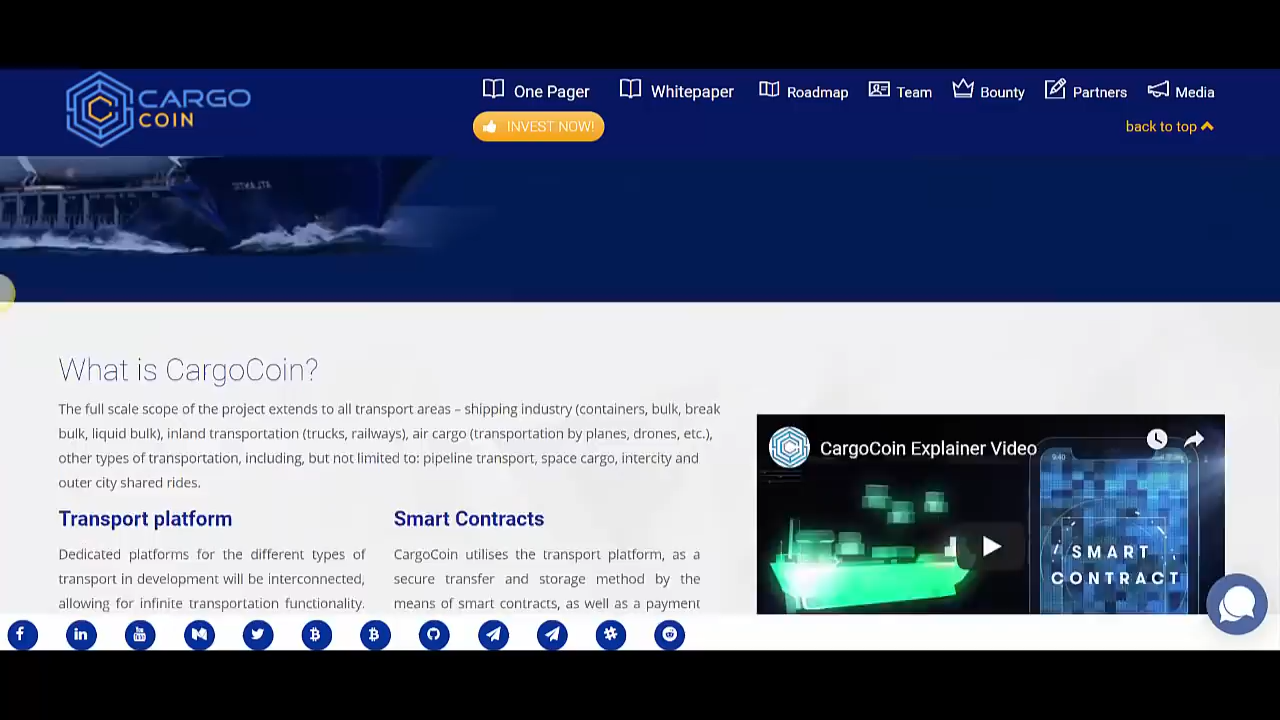 CARGO
COIN
One Pager
Whitepaper
Roadmap
Team
Bounty
Partners
Media
INVEST NOW!
back to top
What is CargoCoin?
The full scale scope of the project extends to all transport areas – shipping industry (containers, bulk, break
bulk, liquid bulk), inland transportation (trucks, railways), air cargo (transportation by planes, drones, etc.),
other types of transportation, including, but not limited to: pipeline transport, space cargo, intercity and
outer city shared rides.
Transport platform
Dedicated platforms for the different types of
transport in development will be interconnected,
allowing for infinite transportation functionality.
Smart Contracts
CargoCoin utilises the transport platform, as a
secure transfer and storage method by the
means of smart contracts, as well as a payment
CargoCoin Explainer Video
9:40
SMART
CONTRACT